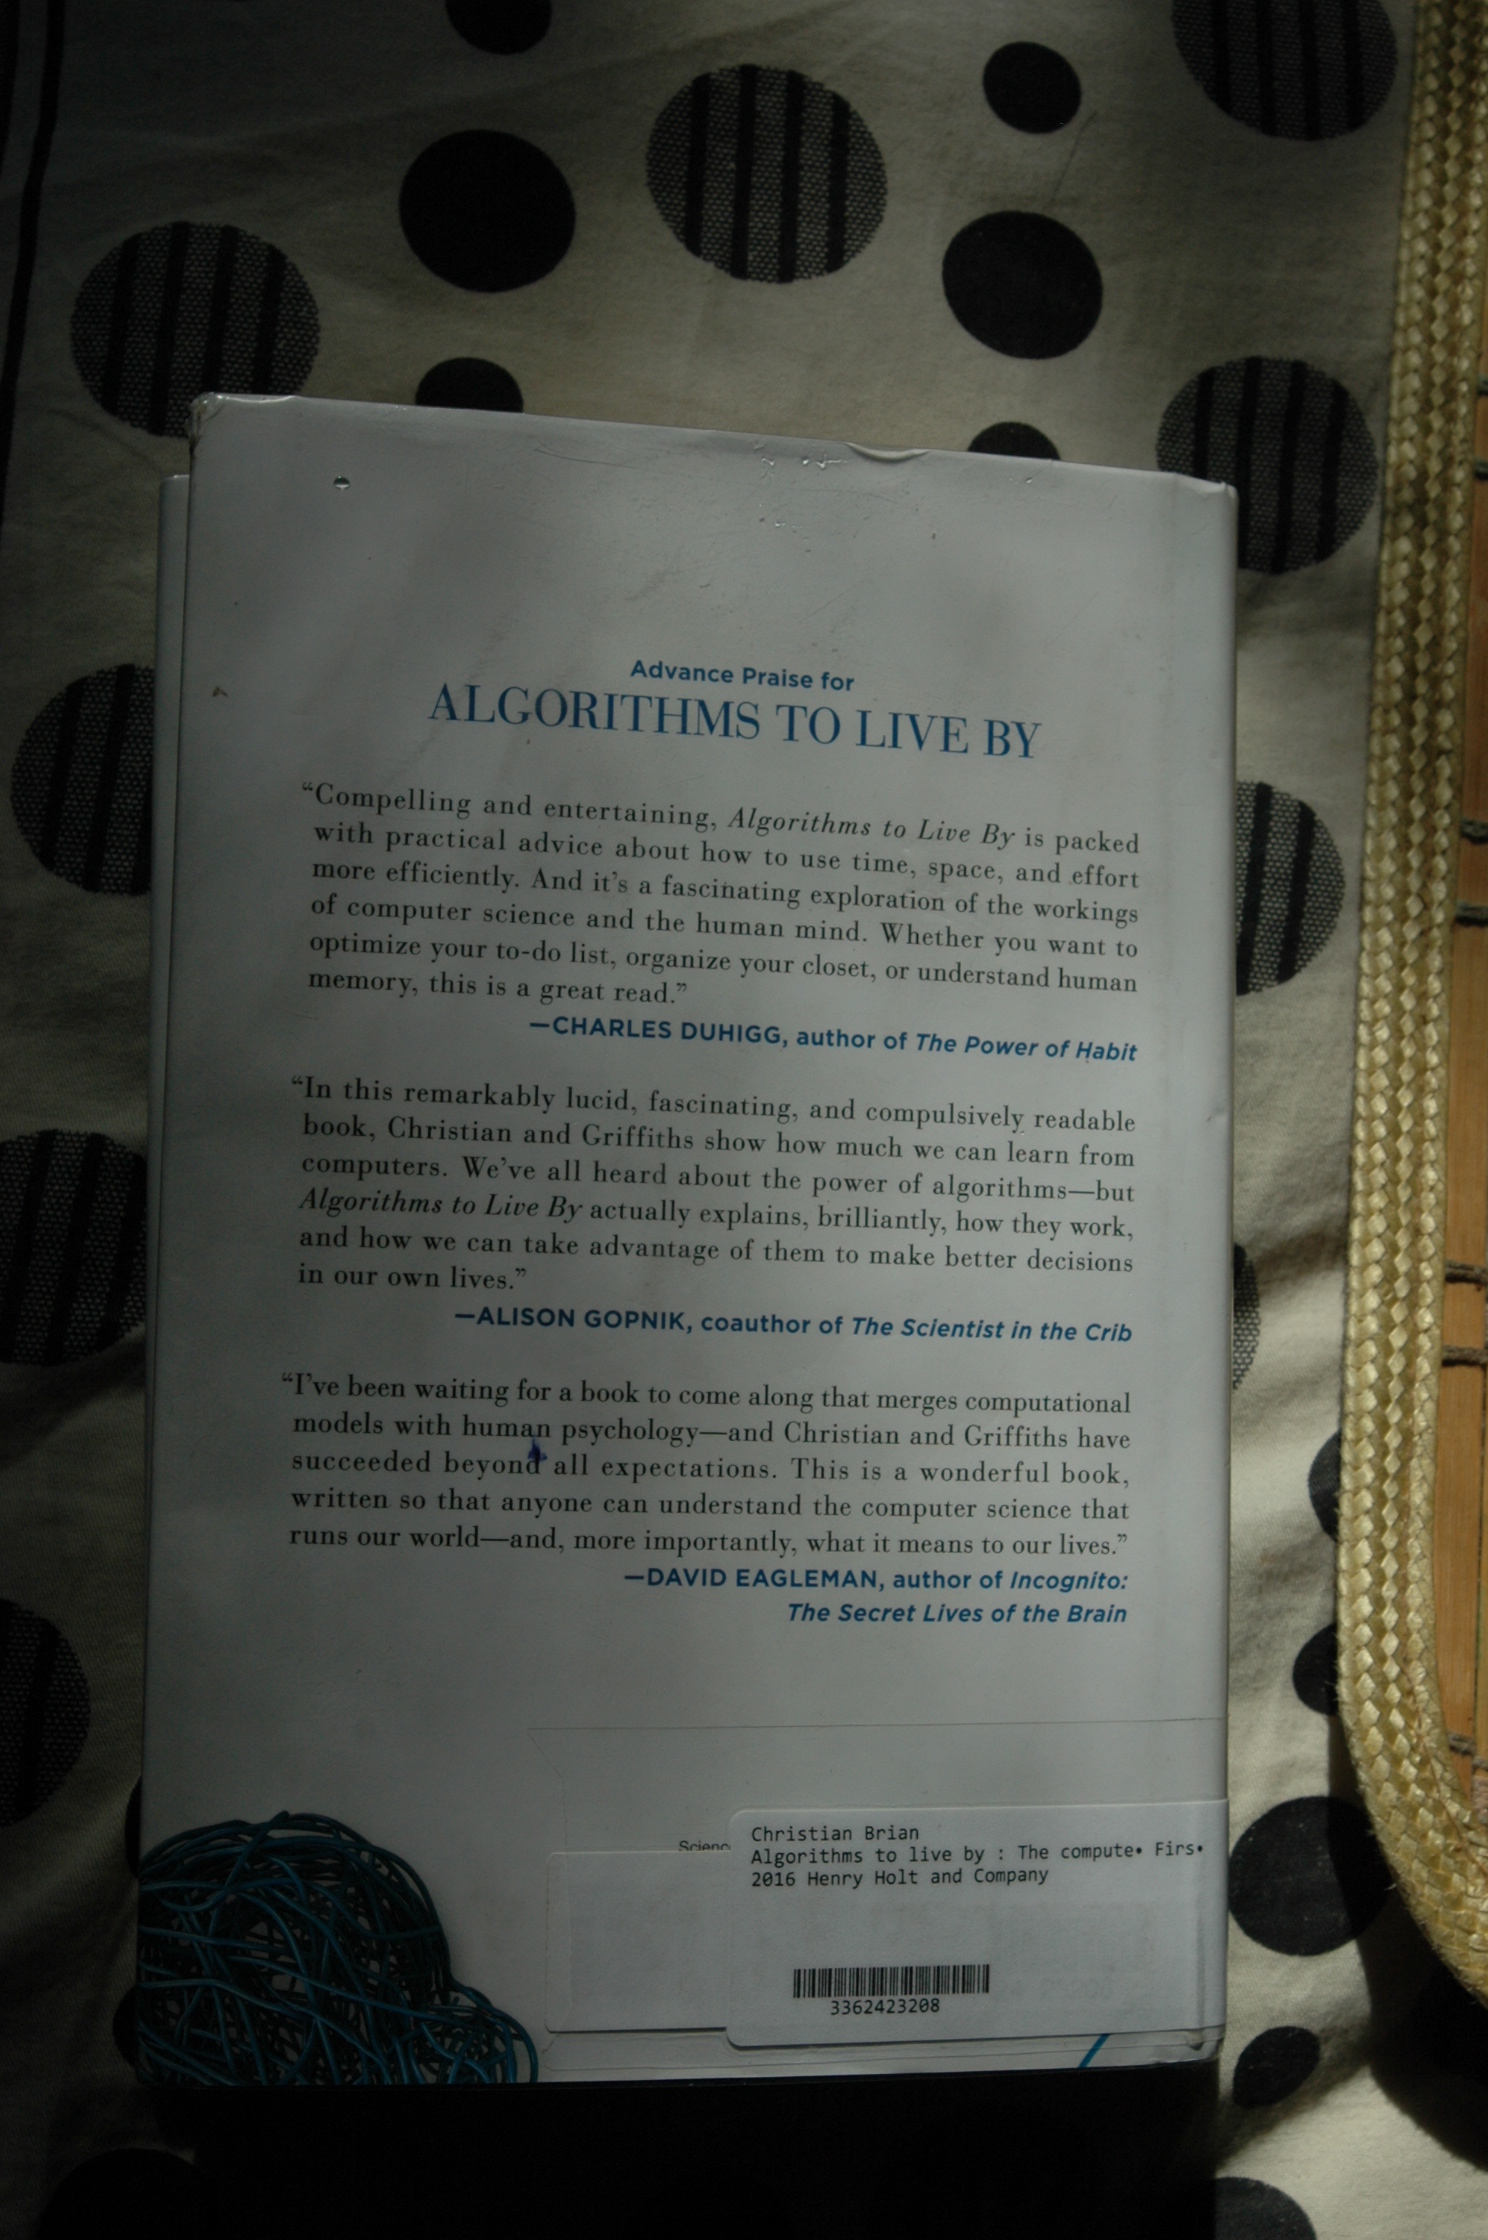 Advance Praise for
ALGORITHMS TO LIVE BY
“Compelling and entertaining, Algorithms to Live By is packed
with practical advice about how to use time, space, and effort
more efficiently. And it’s a fascinating exploration of the workings
of computer science and the human mind. Whether you want to
optimize your to-do list, organize your closet, or understand human
memory, this is a great read.”
—CHARLES DUHIGG, author of The Power of Habit
“In this remarkably lucid, fascinating, and compulsively readable
book, Christian and Griffiths show how much we can learn from
computers. We’ve all heard about the power of algorithms—but
Algorithms to Live By actually explains, brilliantly, how they work,
and how we can take advantage of them to make better decisions
in our own lives.”
—ALISON GOPNIK, coauthor of The Scientist in the Crib
“I’ve been waiting for a book to come along that merges computational
models with human psychology—and Christian and Griffiths have
succeeded beyond all expectations. This is a wonderful book,
written so that anyone can understand the computer science that
runs our world—and, more importantly, what it means to our lives.”
—DAVID EAGLEMAN, author of Incognito:
The Secret Lives of the Brain
Scienc
Christian Brian
Algorithms to live by : The compute• Firs•
2016 Henry Holt and Company
3362423208